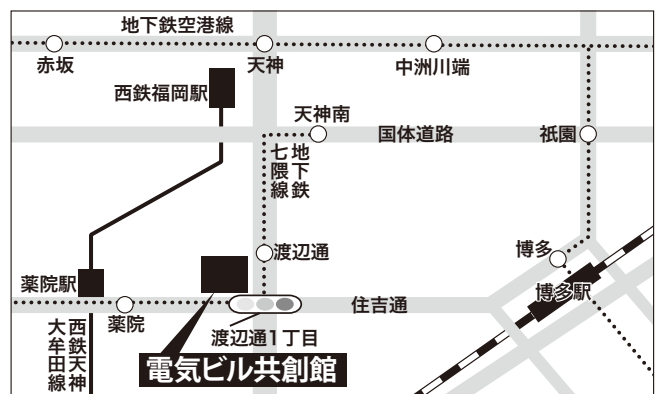 地下鉄空港線
赤坂
天神
中洲川端
西鉄福岡駅
天神南
国体道路
祇園
地下鉄
七隈線
渡辺通
博多
博多駅
薬院駅
薬院
住吉通
渡辺通1丁目
西鉄天神
大牟田線
電気ビル共創館